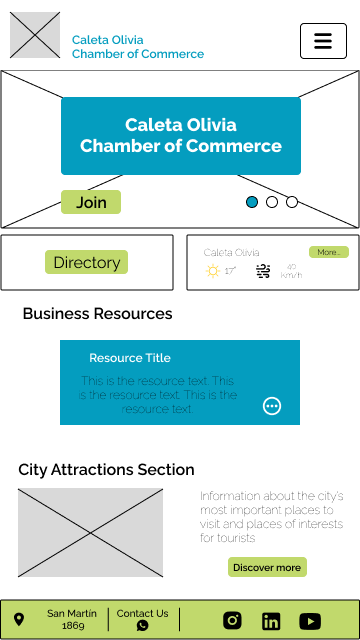 Caleta Olivia
Chamber of Commerce
Caleta Olivia
Chamber of Commerce
Join
Directory
Caleta Olivia
More...
17°
40
km/h
Business Resources
Resource Title
This is the resource text. This
is the resource text. This is the
resource text.
City Attractions Section
Information about the city's
most important places to
visit and places of interests
for tourists
Discover more
San Martín
1869
Contact Us